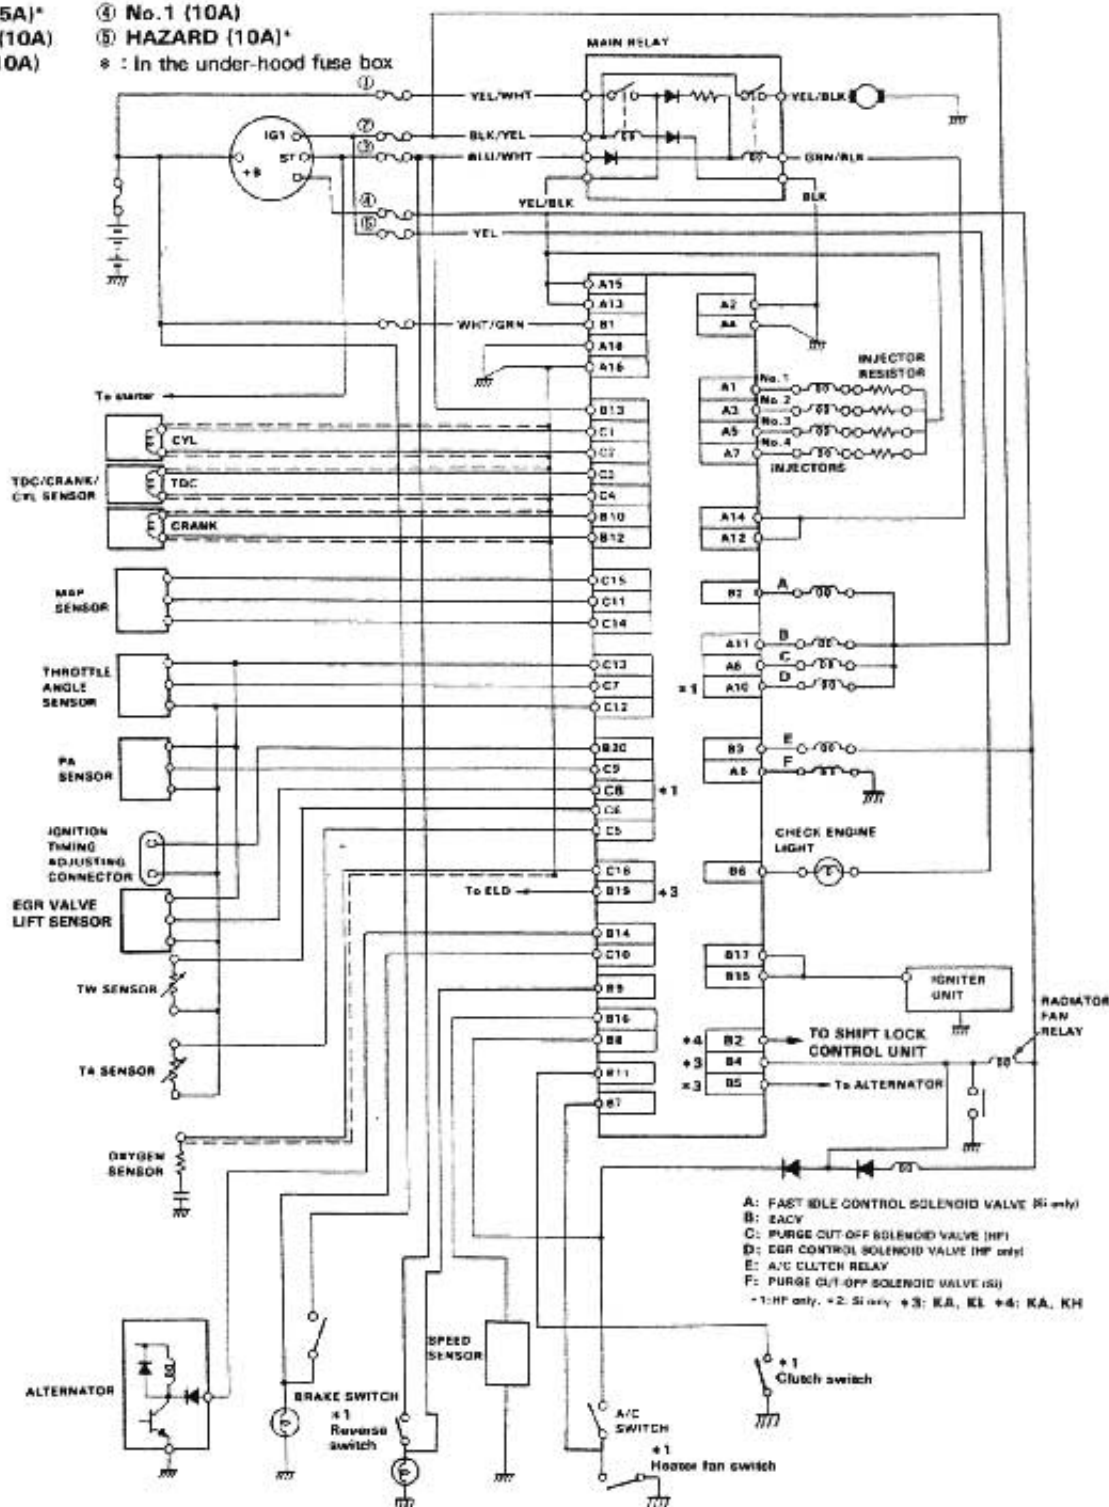 5A)*
④ No.1 (10A)
(10A)
⑤ HAZARD (10A)*
0A)
* : In the under-hood fuse box
MAIN RELAY
①
YEL/WHT
YEL/BLK
IG1
②
BLK/YEL
ST
③
BLU/WHT
GRN/BLK
+B
④
YEL/BLK
BLK
⑤
YEL
A15
A13
A2
B1
A4
WHT/GRN
A18
A16
INJECTOR
RESISTOR
To starter
A1
No.1
B13
A3
No.2
C1
A5
No.3
CYL
C2
A7
No.4
INJECTORS
TDC/CRANK/
CYL SENSOR
TDC
C3
C4
CRANK
B10
A14
B12
A12
MAP
SENSOR
C15
C11
C14
A
A11
B
THROTTLE
ANGLE
SENSOR
C13
A6
C
C7
*1
A10
D
C12
PA
SENSOR
B20
B3
E
C9
F
C8
*1
C6
C5
IGNITION
TIMING
ADJUSTING
CONNECTOR
CHECK ENGINE
LIGHT
C16
B6
To ELD
B19
*3
EGR VALVE
LIFT SENSOR
B14
C10
B17
B15
IGNITER
UNIT
TW SENSOR
B9
RADIATOR
FAN
RELAY
B16
B8
*4
B2
TO SHIFT LOCK
CONTROL UNIT
*3
B4
TA SENSOR
B11
*3
B5
To ALTERNATOR
B7
OXYGEN
SENSOR
A: FAST IDLE CONTROL SOLENOID VALVE (Si only)
B: EACV
C: PURGE CUT-OFF SOLENOID VALVE (HF)
D: EGR CONTROL SOLENOID VALVE (HF only)
E: A/C CLUTCH RELAY
F: PURGE CUT-OFF SOLENOID VALVE (Si)
*1: HF only, *2: Si only *3: KA, KL *4: KA, KH
SPEED
SENSOR
ALTERNATOR
BRAKE SWITCH
*1
Reverse
switch
*1
Clutch switch
A/C
SWITCH
*1
Heater fan switch